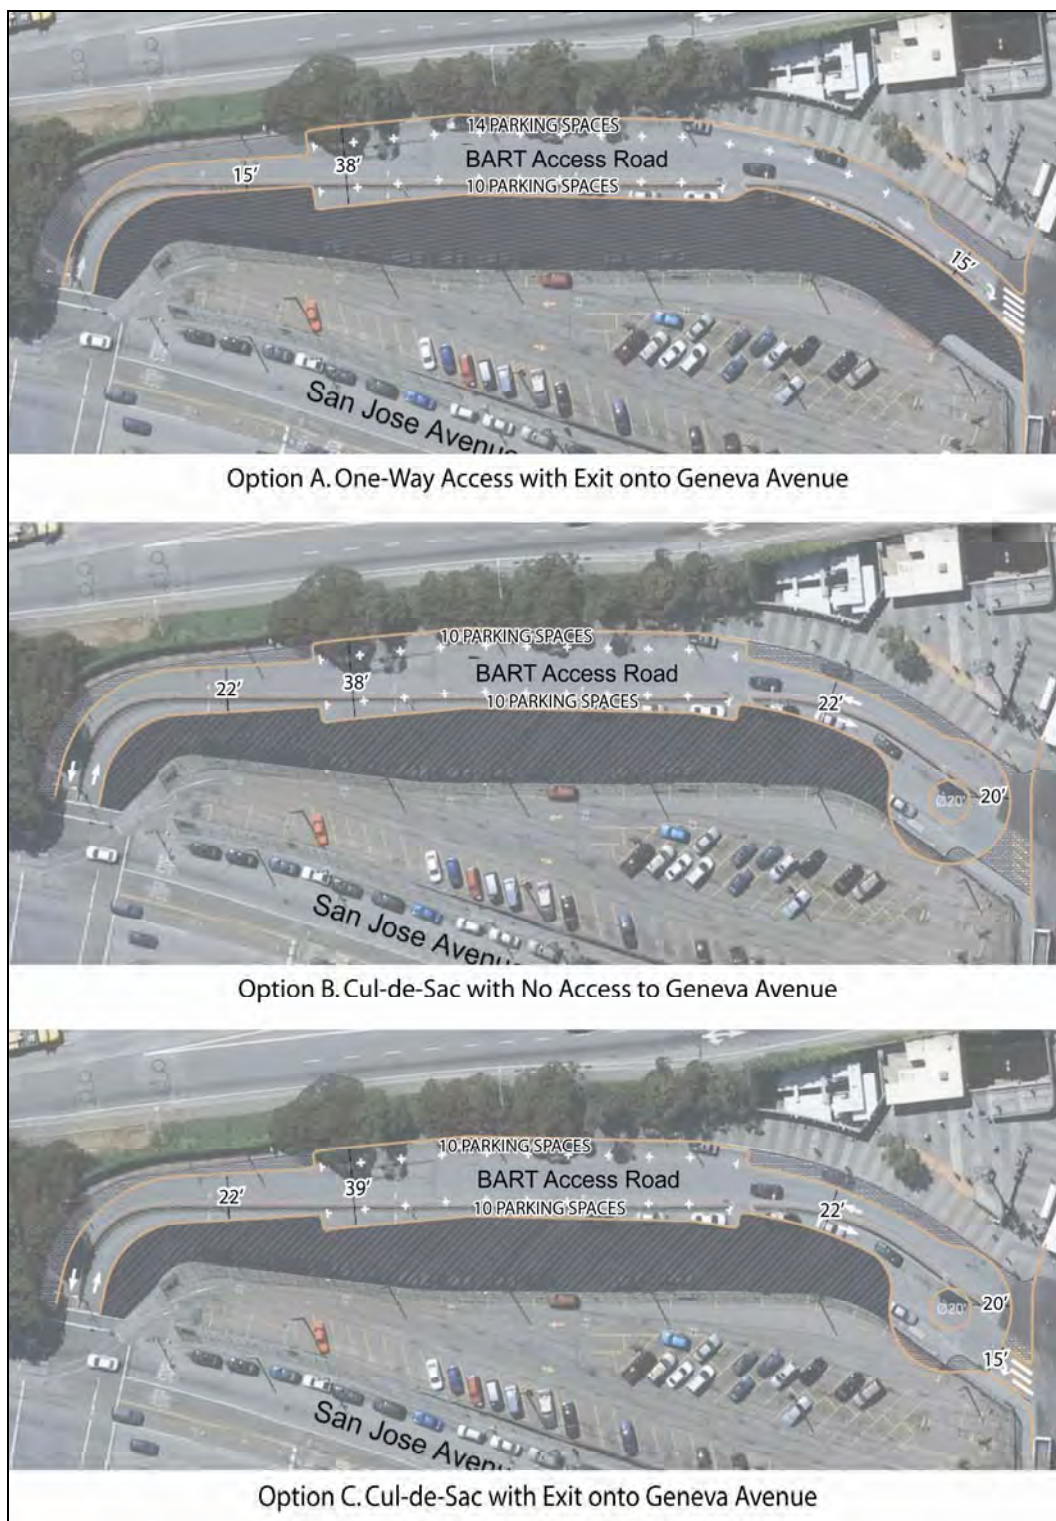 14 PARKING SPACES
BART Access Road
38'
15'
10 PARKING SPACES
15'
San Jose Avenu
Option A. One-Way Access with Exit onto Geneva Avenue
10 PARKING SPACES
BART Access Road
38'
22'
10 PARKING SPACES
22'
Ø20'
20'
San Jose Avenu
Option B. Cul-de-Sac with No Access to Geneva Avenue
10 PARKING SPACES
BART Access Road
39'
22'
10 PARKING SPACES
22'
Ø20'
20'
15'
San Jose Avenu
Option C. Cul-de-Sac with Exit onto Geneva Avenue